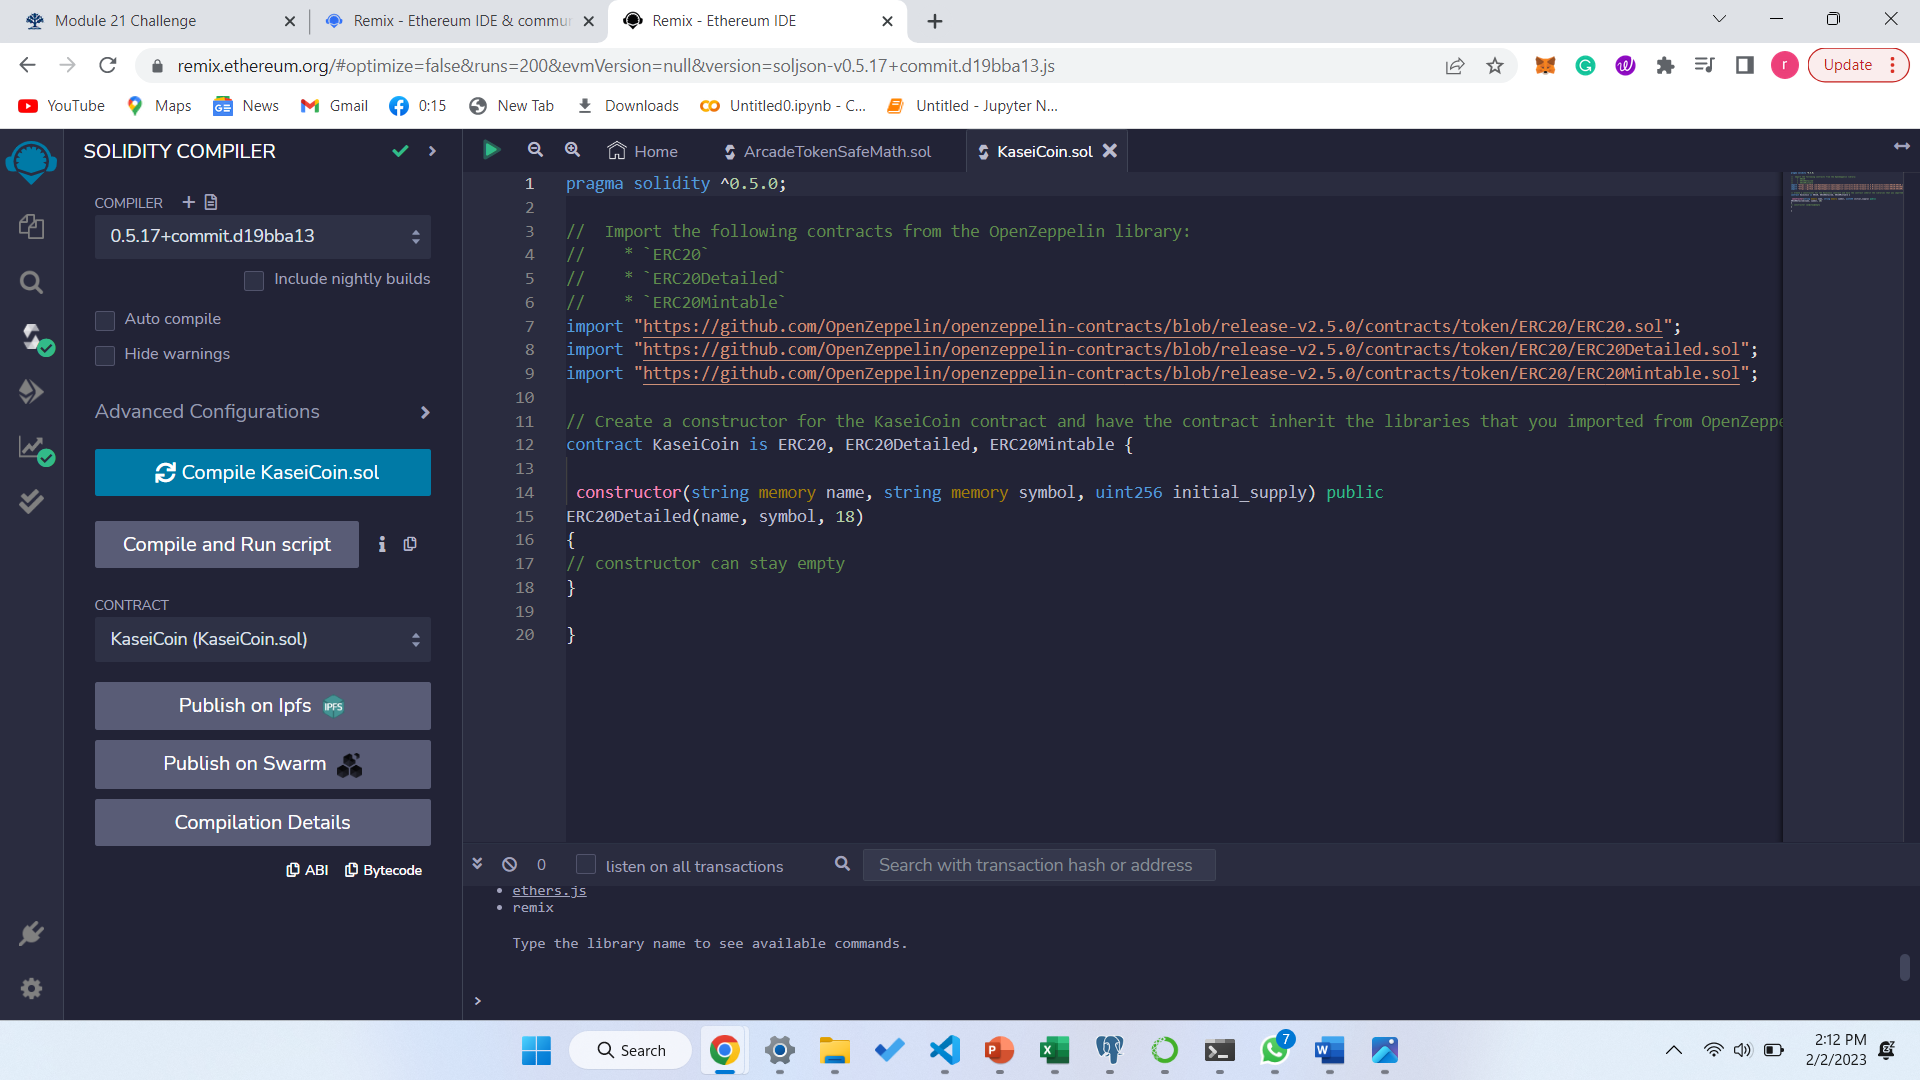 Module 21 Challenge
Remix - Ethereum IDE & commun
Remix - Ethereum IDE
remix.ethereum.org/#optimize=false&runs=200&evmVersion=null&version=soljson-v0.5.17+commit.d19bba13.js
r
Update
YouTube
Maps
News
Gmail
0:15
New Tab
Downloads
Untitled0.ipynb - C...
Untitled - Jupyter N...
SOLIDITY COMPILER
COMPILER
0.5.17+commit.d19bba13
Include nightly builds
Auto compile
Hide warnings
Advanced Configurations
Compile KaseiCoin.sol
Compile and Run script
CONTRACT
KaseiCoin (KaseiCoin.sol)
Publish on Ipfs IPFS
Publish on Swarm
Compilation Details
ABI Bytecode
Home ArcadeTokenSafeMath.sol KaseiCoin.sol
1 pragma solidity ^0.5.0;
2
3 //  Import the following contracts from the OpenZeppelin library:
4 //    * `ERC20`
5 //    * `ERC20Detailed`
6 //    * `ERC20Mintable`
7 import "https://github.com/OpenZeppelin/openzeppelin-contracts/blob/release-v2.5.0/contracts/token/ERC20/ERC20.sol";
8 import "https://github.com/OpenZeppelin/openzeppelin-contracts/blob/release-v2.5.0/contracts/token/ERC20/ERC20Detailed.sol";
9 import "https://github.com/OpenZeppelin/openzeppelin-contracts/blob/release-v2.5.0/contracts/token/ERC20/ERC20Mintable.sol";
10
11 // Create a constructor for the KaseiCoin contract and have the contract inherit the libraries that you imported from OpenZeppe
12 contract KaseiCoin is ERC20, ERC20Detailed, ERC20Mintable {
13
14  constructor(string memory name, string memory symbol, uint256 initial_supply) public
15 ERC20Detailed(name, symbol, 18)
16 {
17 // constructor can stay empty
18 }
19
20 }
0 listen on all transactions Search with transaction hash or address
• ethers.js
• remix
Type the library name to see available commands.
>
Search
7
2:12 PM
2/2/2023